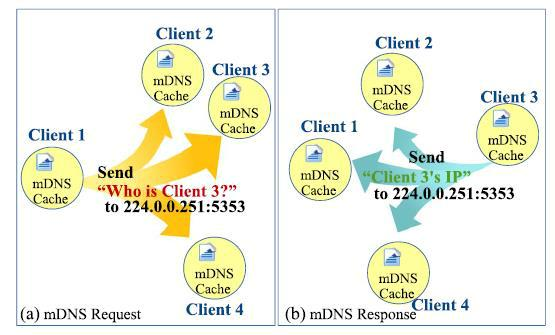 Client 2
mDNS
Cache
Client 3
mDNS
Cache
Client 1
mDNS
Cache
Send
“Who is Client 3?”
to 224.0.0.251:5353
mDNS
Cache
Client 4
(a) mDNS Request
Client 2
mDNS
Cache
Client 3
mDNS
Cache
Client 1
mDNS
Cache
Send
“Client 3's IP”
to 224.0.0.251:5353
mDNS
Cache
Client 4
(b) mDNS Response